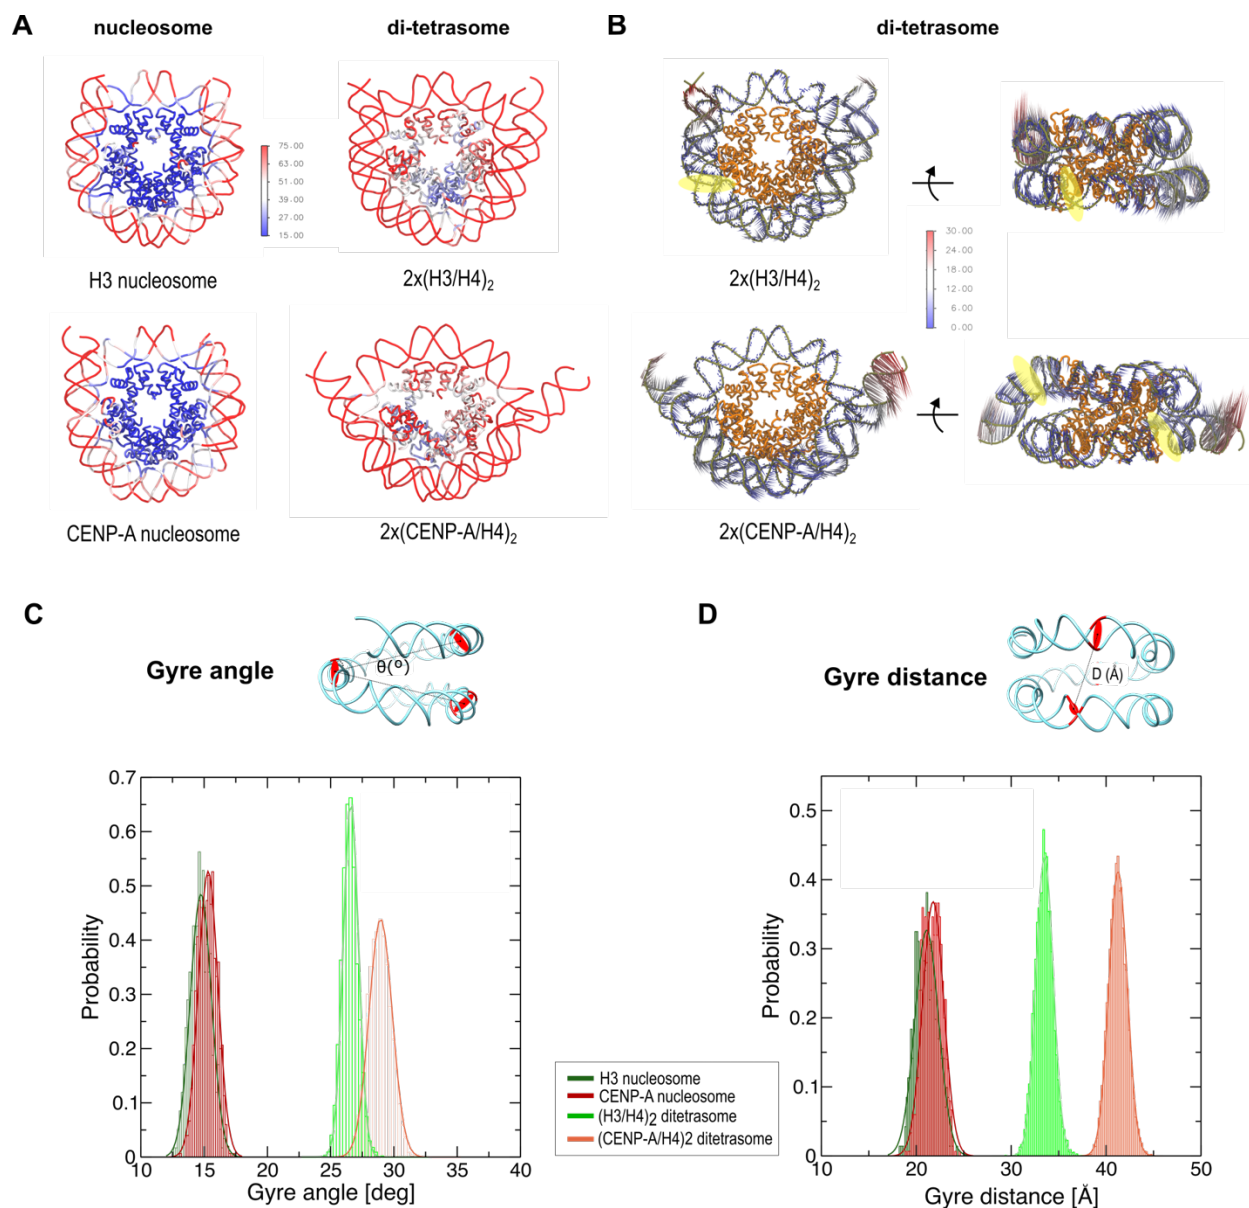 A
nucleosome
di-tetrasome
B
di-tetrasome
75.00
63.00
51.00
39.00
27.00
15.00
H3 nucleosome
2x(H3/H4)2
2x(H3/H4)2
30.00
24.00
18.00
12.00
6.00
0.00
CENP-A nucleosome
2x(CENP-A/H4)2
2x(CENP-A/H4)2
C
Gyre angle
θ(º)
D
Gyre distance
D (Å)
0.7
0.6
0.5
0.4
0.3
0.2
0.1
0
Probability
10
15
20
25
30
35
40
Gyre angle [deg]
H3 nucleosome
CENP-A nucleosome
(H3/H4)2 ditetrasome
(CENP-A/H4)2 ditetrasome
0.5
0.4
0.3
0.2
0.1
0
Probability
10
20
30
40
50
Gyre distance [Å]